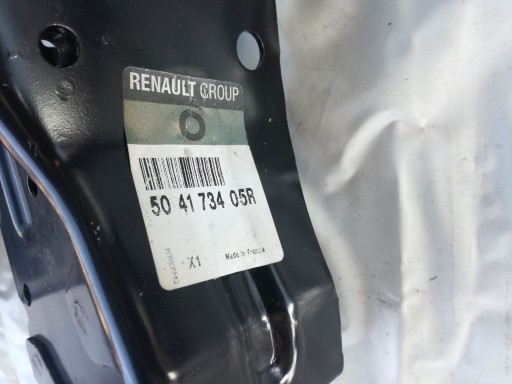 RENAULT GROUP
50 41 734 05R
X1
Made in France